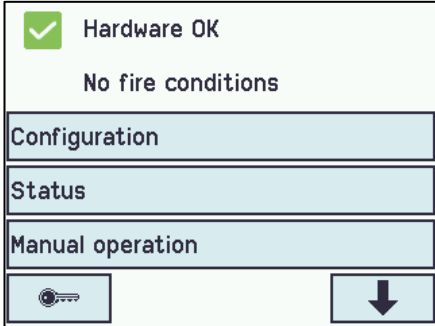 Hardware OK
No fire conditions
Configuration
Status
Manual operation